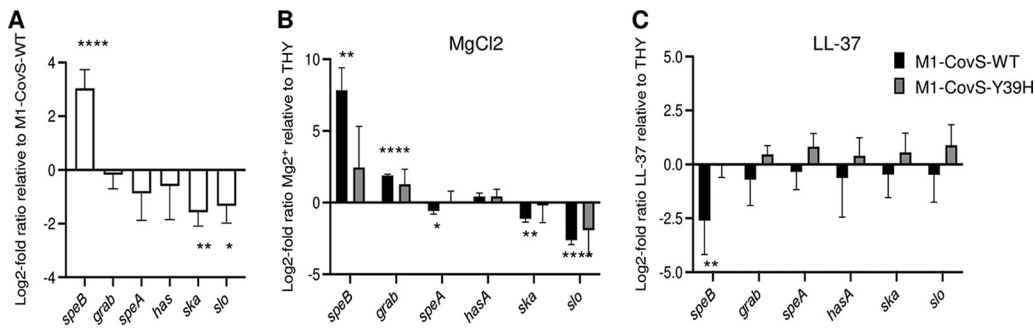 A
Log2-fold ratio relative to M1-CovS-WT
4
2
0
-2
-4
****
**
*
speB
grab
speA
has
ska
slo
B
MgCl2
Log2-fold ratio Mg2⁺ relative to THY
10
5
0
-5
**
****
*
**
****
speB
grab
speA
hasA
ska
slo
C
LL-37
Log2-fold ratio LL-37 relative to THY
5.0
2.5
0.0
-2.5
-5.0
M1-CovS-WT
M1-CovS-Y39H
**
speB
grab
speA
hasA
ska
slo